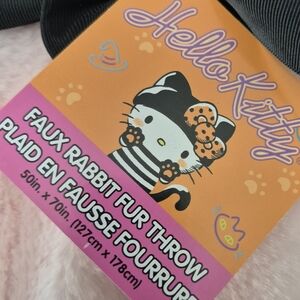 Hello Kitty
FAUX RABBIT FUR THROW
PLAID EN FAUSSE FOURRURE
50in. x 70in. (127cm x 178cm)